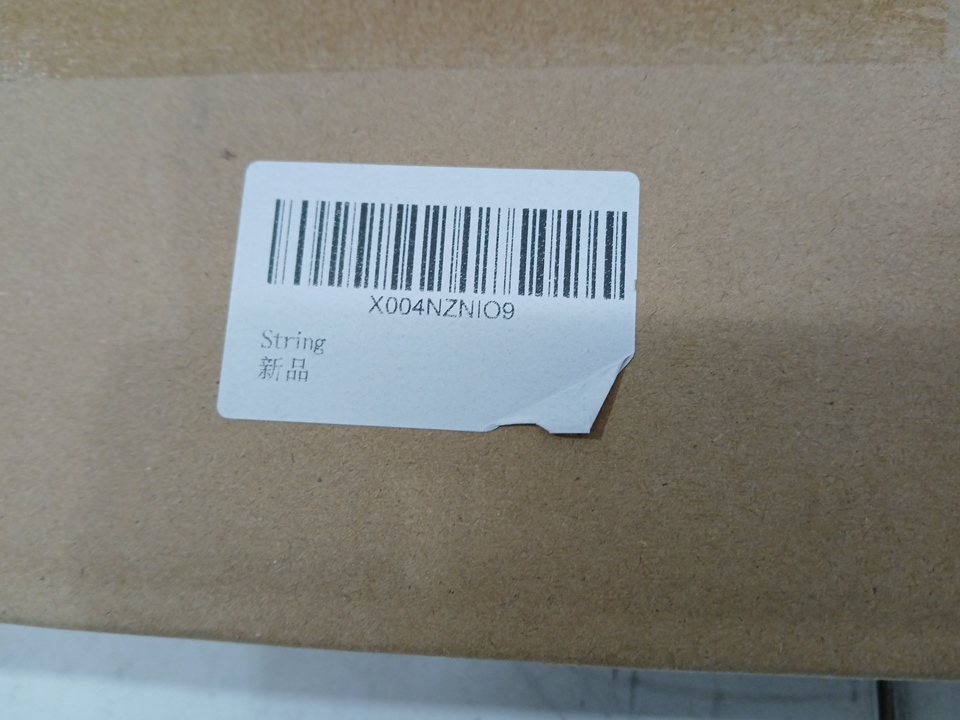 X004NZNIO9
String
新品